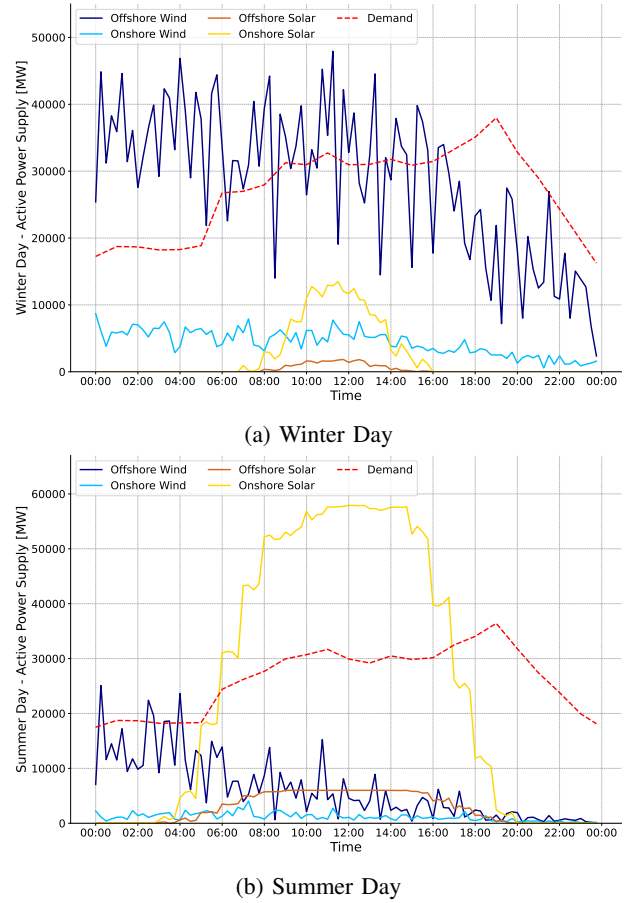 Offshore Wind Offshore Solar Demand
Onshore Wind Onshore Solar
Winter Day - Active Power Supply [MW]
50000
40000
30000
20000
10000
0
00:00 02:00 04:00 06:00 08:00 10:00 12:00 14:00 16:00 18:00 20:00 22:00 00:00
Time
(a) Winter Day
Offshore Wind Offshore Solar Demand
Onshore Wind Onshore Solar
Summer Day - Active Power Supply [MW]
60000
50000
40000
30000
20000
10000
0
00:00 02:00 04:00 06:00 08:00 10:00 12:00 14:00 16:00 18:00 20:00 22:00 00:00
Time
(b) Summer Day